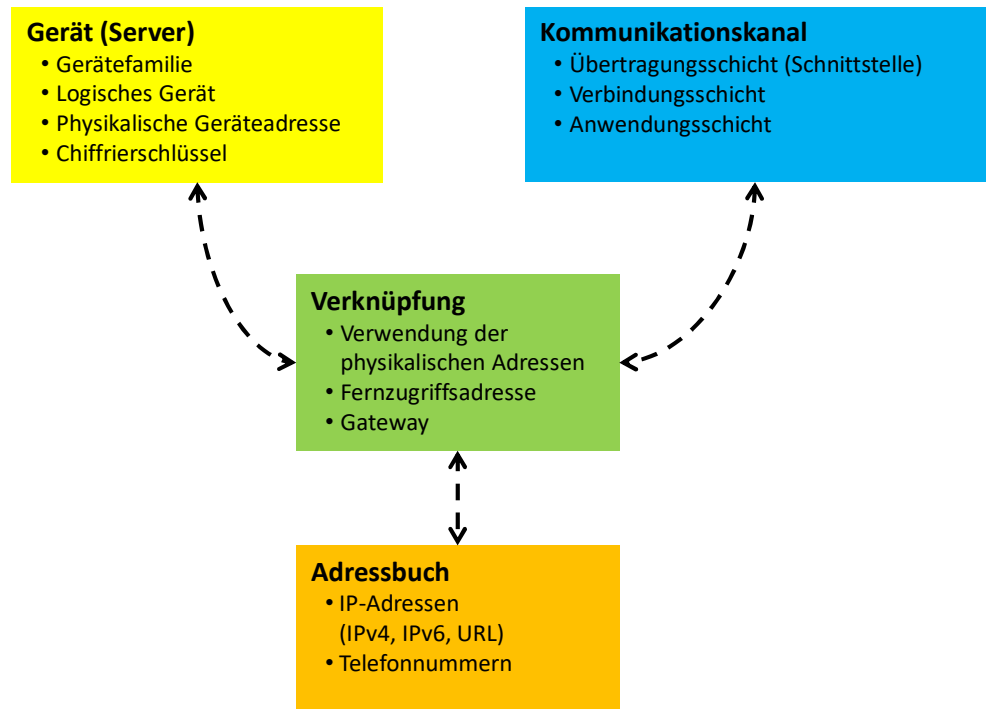 Gerät (Server)
• Gerätefamilie
• Logisches Gerät
• Physikalische Geräteadresse
• Chiffrierschlüssel
Kommunikationskanal
• Übertragungsschicht (Schnittstelle)
• Verbindungsschicht
• Anwendungsschicht
Verknüpfung
• Verwendung der
physikalischen Adressen
• Fernzugriffsadresse
• Gateway
Adressbuch
• IP-Adressen
(IPv4, IPv6, URL)
• Telefonnummern